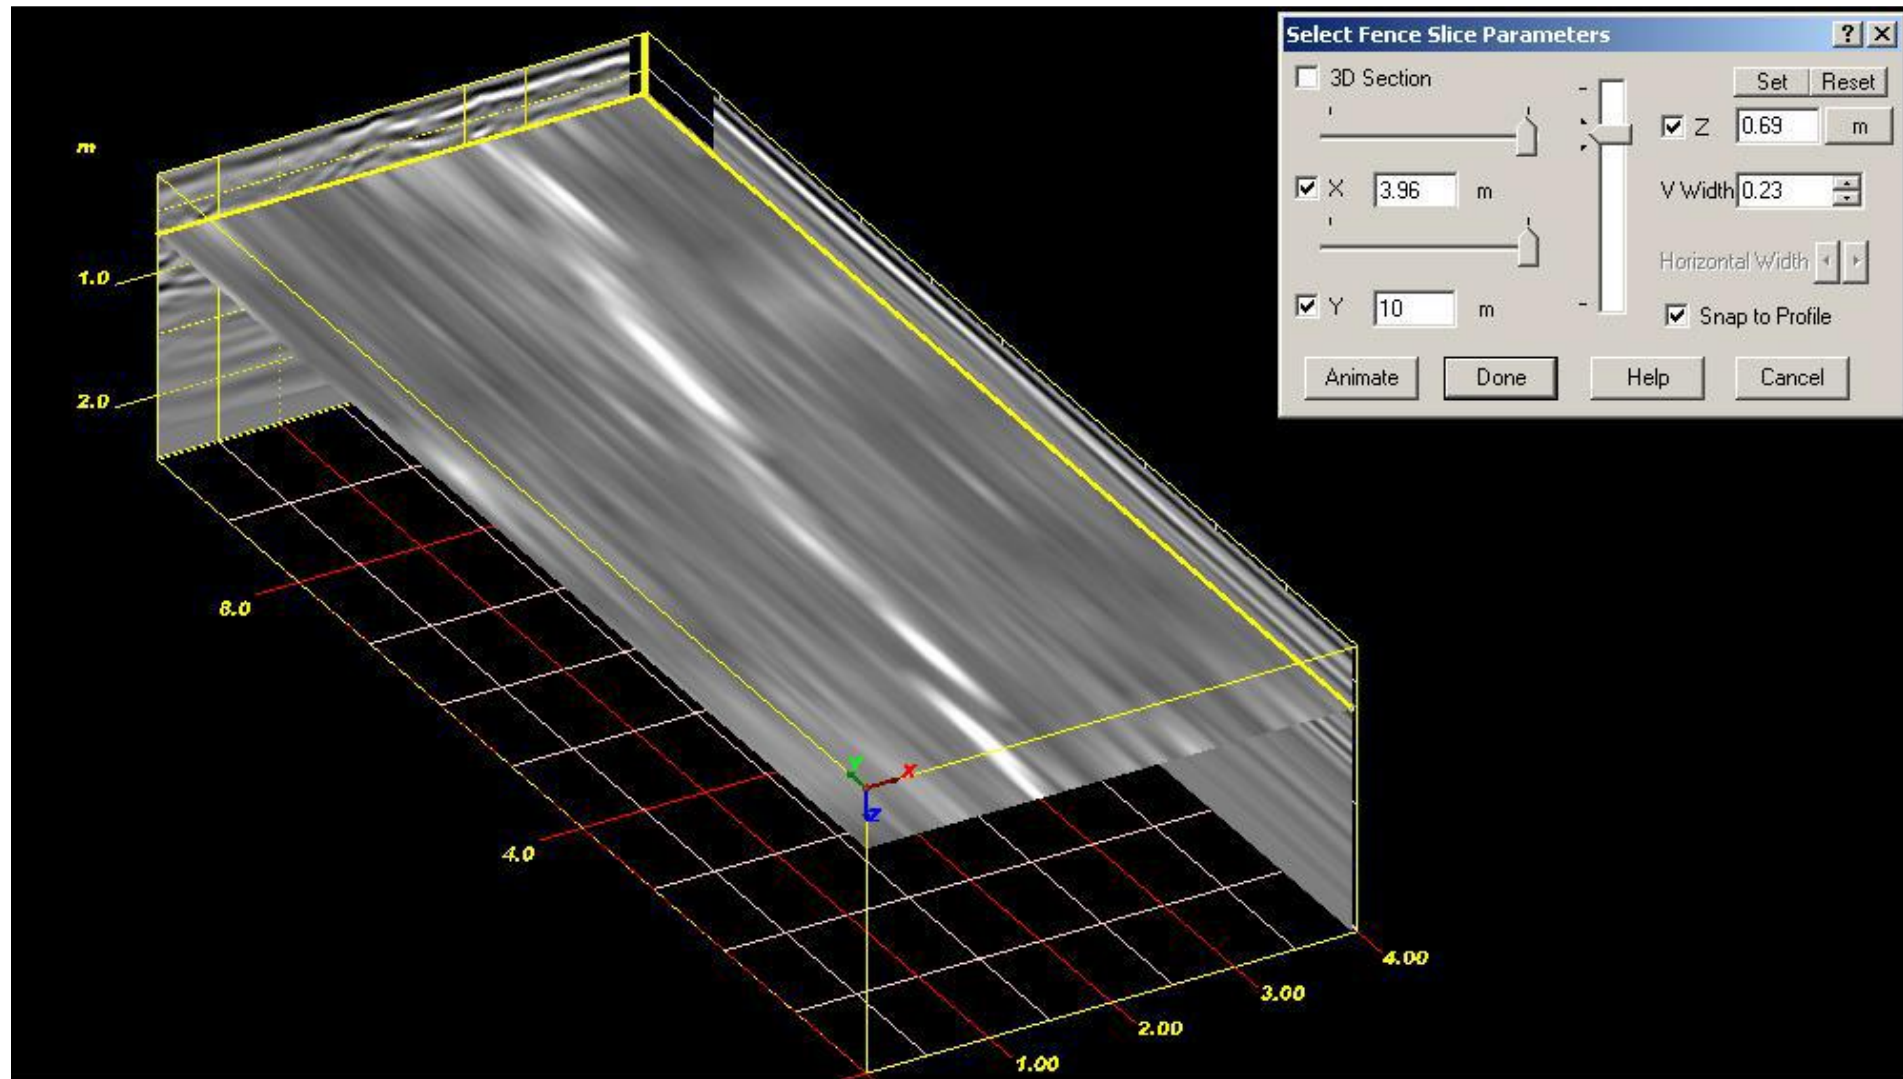 Select Fence Slice Parameters
3D Section
Set Reset
Z 0.69 m
X 3.96 m
V Width 0.23
Horizontal Width
Y 10 m
Snap to Profile
Animate Done Help Cancel
m
1.0
2.0
8.0
4.0
Y X
Z
4.00
3.00
2.00
1.00